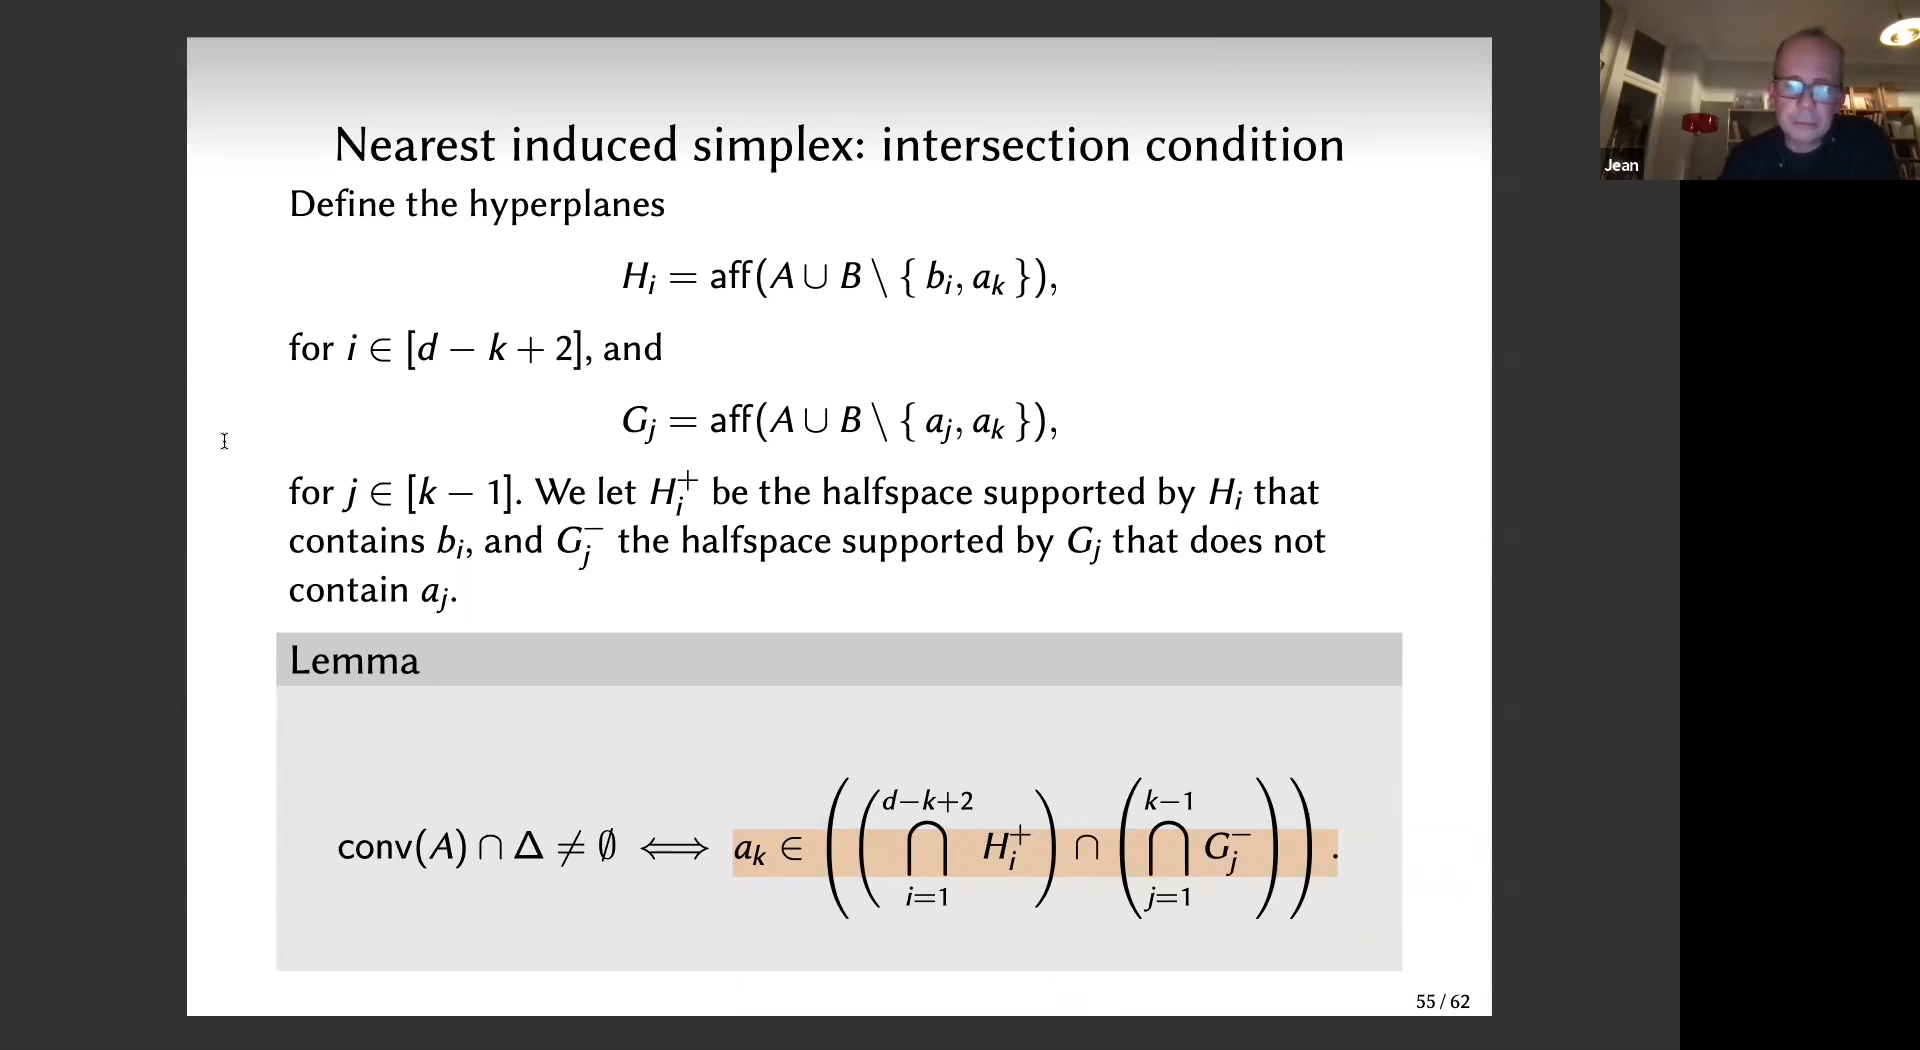 Nearest induced simplex: intersection condition
Define the hyperplanes
H_i = aff(A ∪ B \ { b_i, a_k }),
for i ∈ [d − k + 2], and
G_j = aff(A ∪ B \ { a_j, a_k }),
for j ∈ [k − 1]. We let H_i^+ be the halfspace supported by H_i that
contains b_i, and G_j^− the halfspace supported by G_j that does not
contain a_j.
Lemma
conv(A) ∩ Δ ≠ ∅ ⟺ a_k ∈ ((⋂_{i=1}^{d−k+2} H_i^+) ∩ (⋂_{j=1}^{k−1} G_j^−)).
55 / 62
Jean